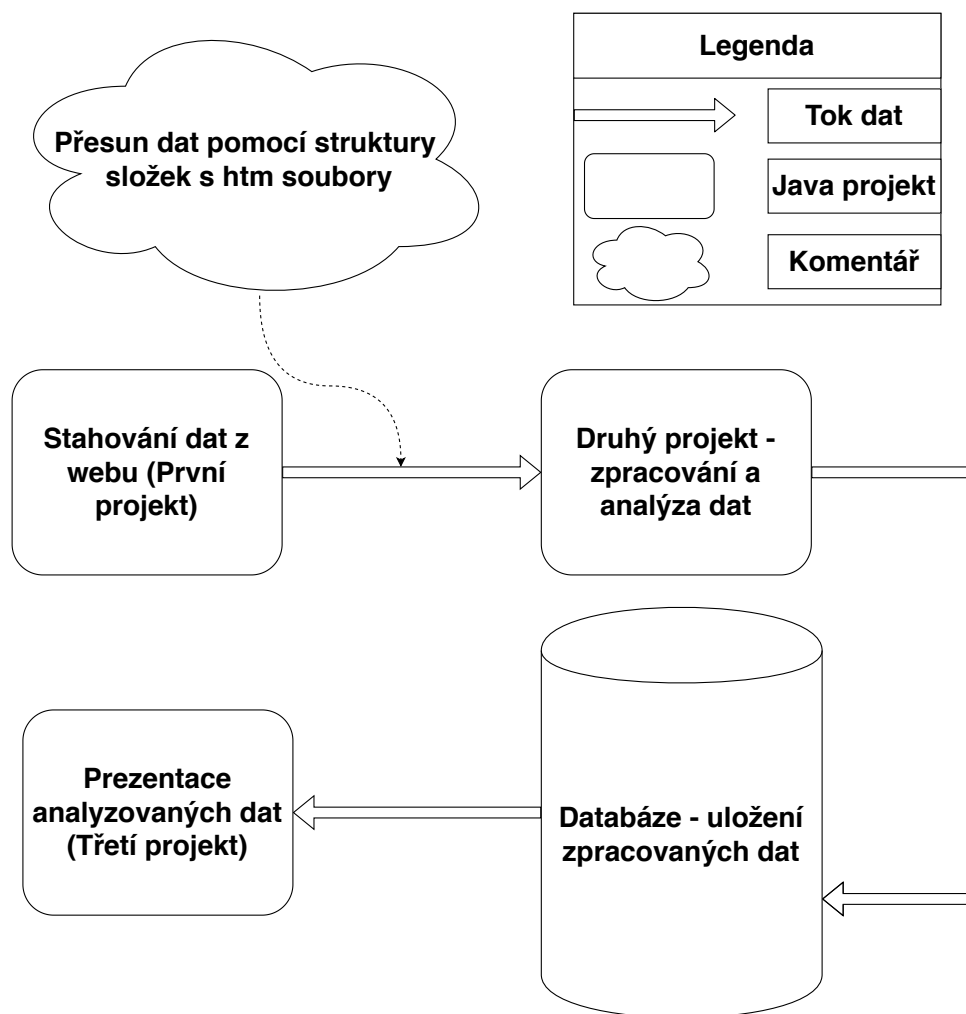 Přesun dat pomocí struktury
složek s htm soubory
Legenda
Tok dat
Java projekt
Komentář
Stahování dat z
webu (První
projekt)
Druhý projekt -
zpracování a
analýza dat
Prezentace
analyzovaných dat
(Třetí projekt)
Databáze - uložení
zpracovaných dat